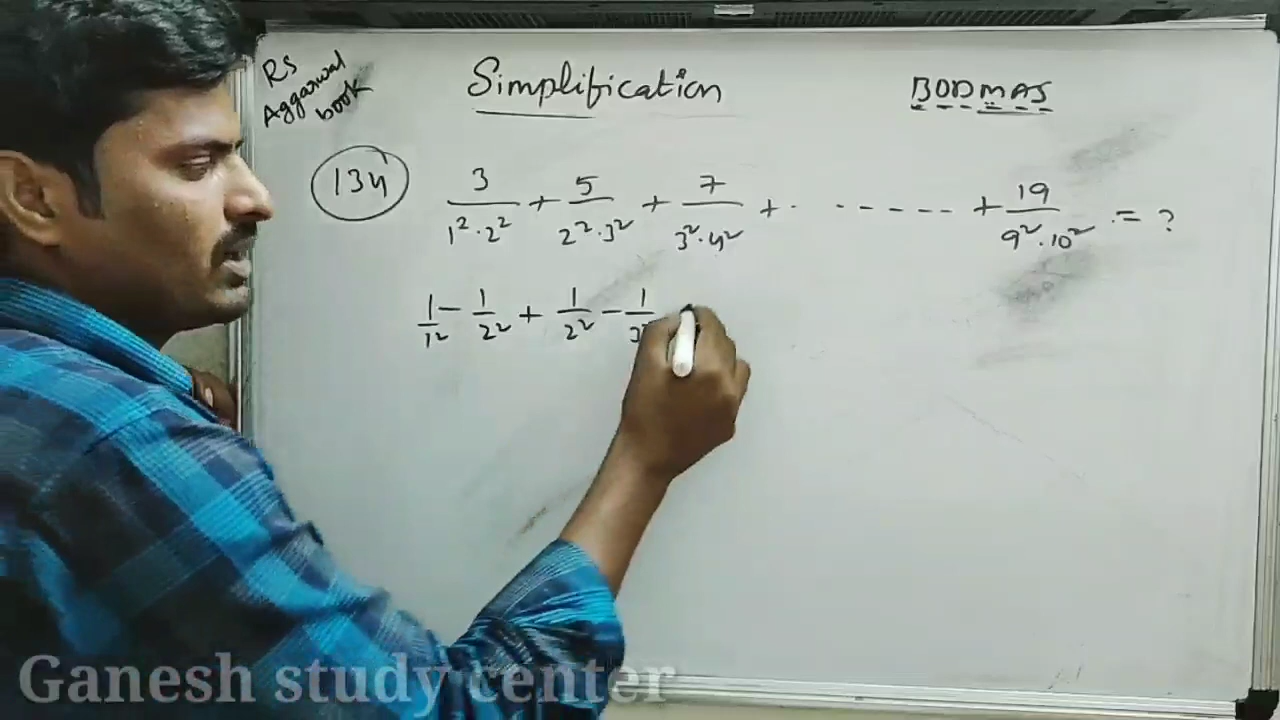 RS
Aggarwal
book
Simplification
BODMAS
134
3/1²·2² + 5/2²·3² + 7/3²·4² + · ------ + 19/9²·10² = ?
1/1² - 1/2² + 1/2² - 1/3²
Ganesh study center